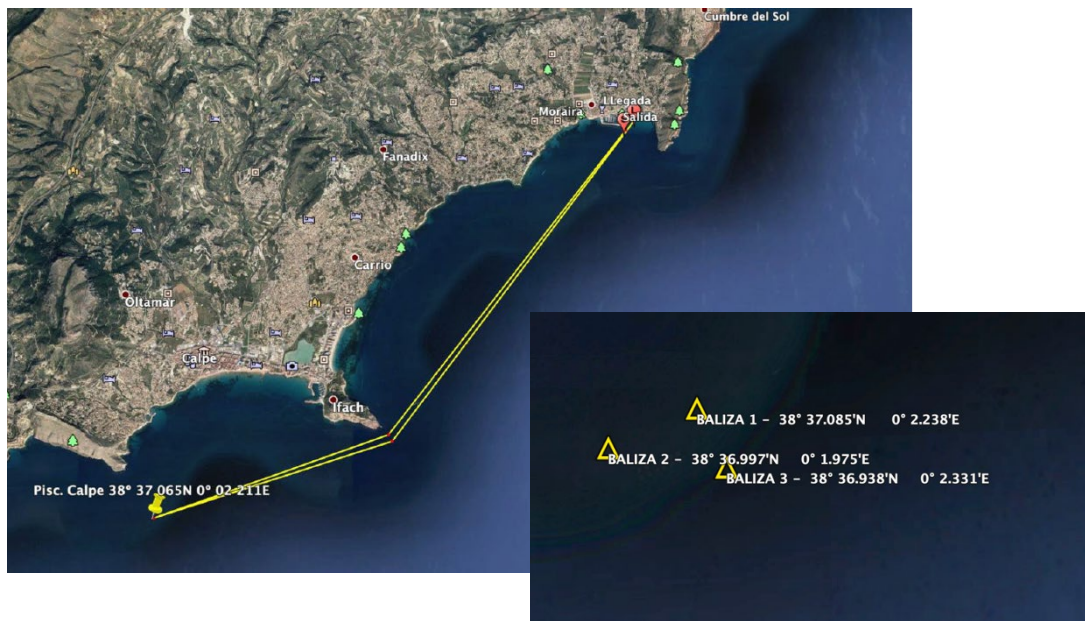 Cumbre del Sol
LLegada
Moraira
Salida
Fanadix
Carrio
Oltamar
Calpe
Ifach
Pisc. Calpe 38° 37.065N 0° 02.211E
BALIZA 1 – 38° 37.085'N 0° 2.238'E
BALIZA 2 – 38° 36.997'N 0° 1.975'E
BALIZA 3 – 38° 36.938'N 0° 2.331'E